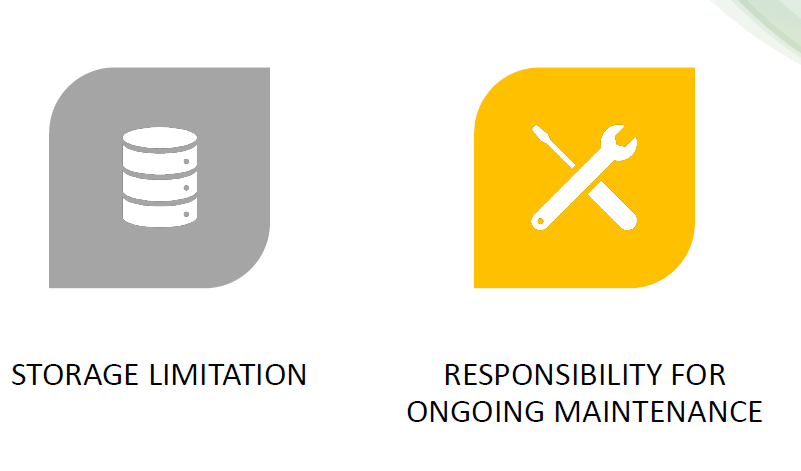 STORAGE LIMITATION
RESPONSIBILITY FOR
ONGOING MAINTENANCE